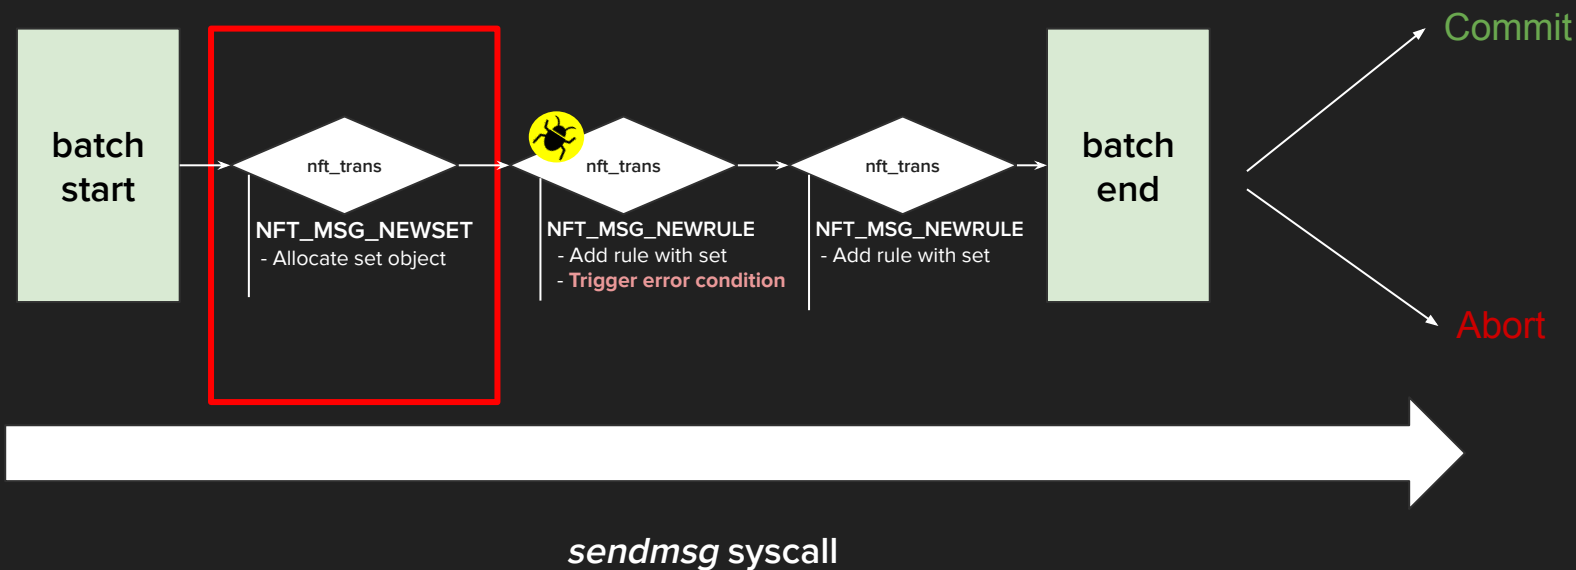 batch
start
nft_trans
NFT_MSG_NEWSET
- Allocate set object
nft_trans
NFT_MSG_NEWRULE
- Add rule with set
- Trigger error condition
nft_trans
NFT_MSG_NEWRULE
- Add rule with set
batch
end
Commit
Abort
sendmsg syscall